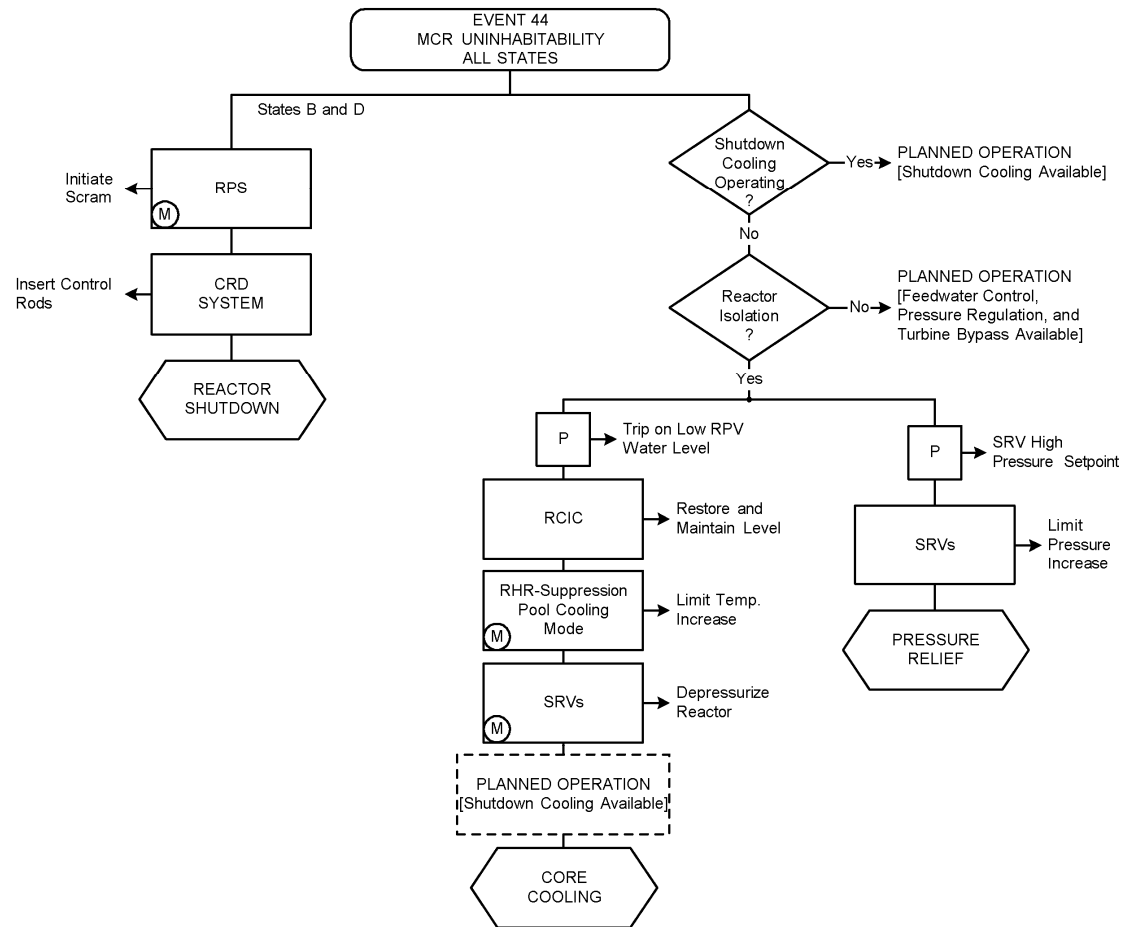 EVENT 44
MCR UNINHABITABILITY
ALL STATES
States B and D
Initiate
Scram
RPS
M
Insert Control
Rods
CRD
SYSTEM
REACTOR
SHUTDOWN
Shutdown
Cooling
Operating
?
Yes
PLANNED OPERATION
[Shutdown Cooling Available]
No
Reactor
Isolation
?
No
PLANNED OPERATION
[Feedwater Control,
Pressure Regulation, and
Turbine Bypass Available]
Yes
P
Trip on Low RPV
Water Level
RCIC
Restore and
Maintain Level
RHR-Suppression
Pool Cooling
Mode
M
Limit Temp.
Increase
SRVs
M
Depressurize
Reactor
PLANNED OPERATION
[Shutdown Cooling Available]
CORE
COOLING
P
SRV High
Pressure Setpoint
SRVs
Limit
Pressure
Increase
PRESSURE
RELIEF